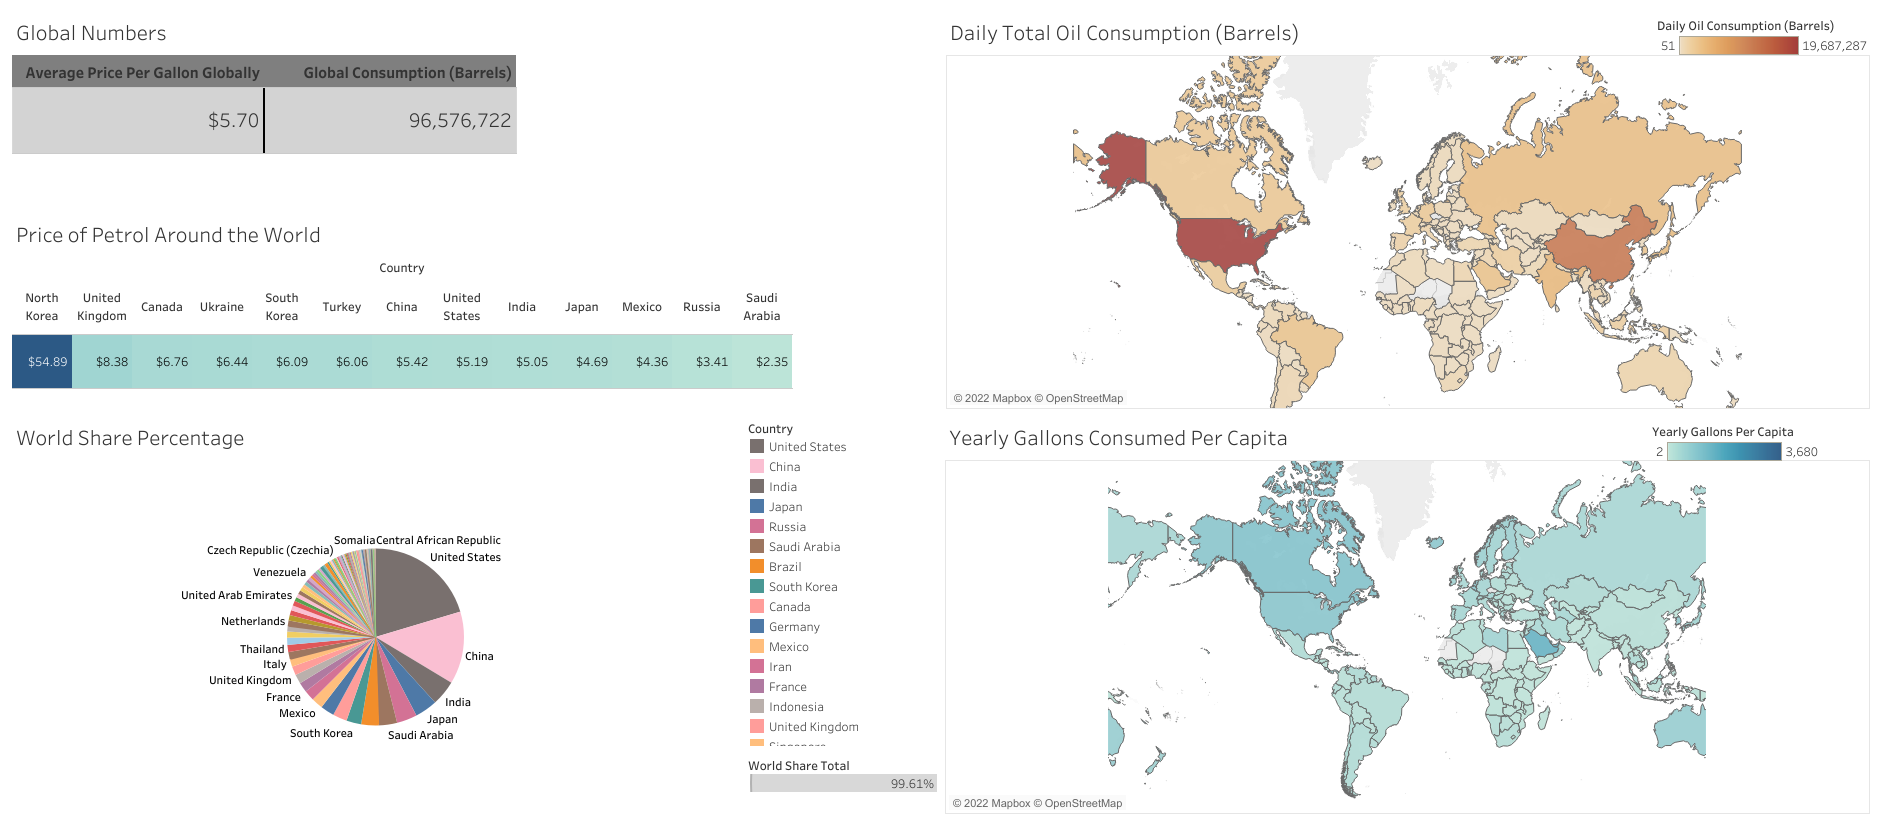 Global Numbers
Average Price Per Gallon Globally
Global Consumption (Barrels)
$5.70
96,576,722
Price of Petrol Around the World
Country
North Korea
United Kingdom
Canada
Ukraine
South Korea
Turkey
China
United States
India
Japan
Mexico
Russia
Saudi Arabia
$54.89
$8.38
$6.76
$6.44
$6.09
$6.06
$5.42
$5.19
$5.05
$4.69
$4.36
$3.41
$2.35
World Share Percentage
Somalia
Central African Republic
Czech Republic (Czechia)
United States
Venezuela
United Arab Emirates
Netherlands
Thailand
Italy
China
United Kingdom
France
India
Mexico
Japan
South Korea
Saudi Arabia
Country
United States
China
India
Japan
Russia
Saudi Arabia
Brazil
South Korea
Canada
Germany
Mexico
Iran
France
Indonesia
United Kingdom
World Share Total
99.61%
Daily Total Oil Consumption (Barrels)
Daily Oil Consumption (Barrels)
51
19,687,287
© 2022 Mapbox © OpenStreetMap
Yearly Gallons Consumed Per Capita
Yearly Gallons Per Capita
2
3,680
© 2022 Mapbox © OpenStreetMap